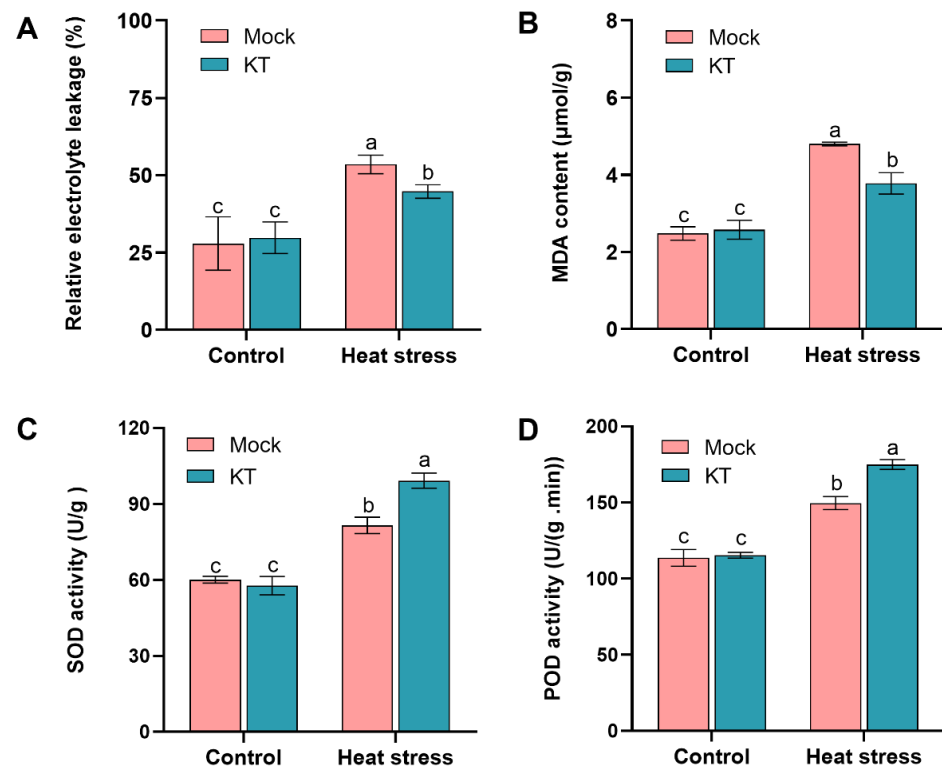 A
Relative electrolyte leakage (%)
100
75
50
25
0
Mock
KT
c
c
a
b
Control
Heat stress
B
MDA content (μmol/g)
8
6
4
2
0
Mock
KT
c
c
a
b
Control
Heat stress
C
SOD activity (U/g )
120
90
60
30
0
Mock
KT
c
c
b
a
Control
Heat stress
D
POD activity (U/(g .min))
200
150
100
50
0
Mock
KT
c
c
b
a
Control
Heat stress